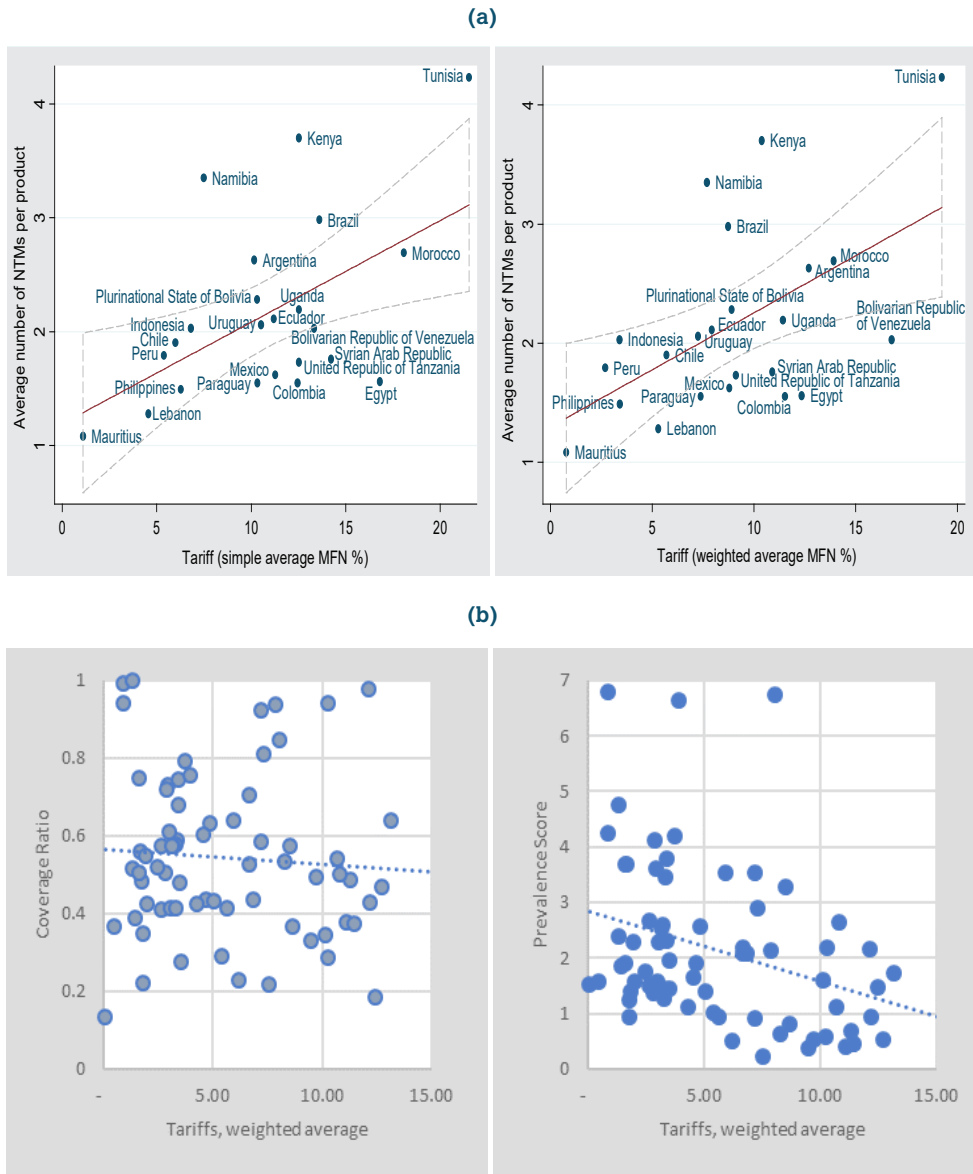 (a)
Average number of NTMs per product
4
3
2
1
Tunisia
Kenya
Namibia
Brazil
Morocco
Argentina
Plurinational State of Bolivia
Uganda
Indonesia
Uruguay
Ecuador
Chile
Bolivarian Republic of Venezuela
Peru
Syrian Arab Republic
Mexico
United Republic of Tanzania
Philippines
Paraguay
Colombia
Egypt
Lebanon
Mauritius
0 5 10 15 20
Tariff (simple average MFN %)
Average number of NTMs per product
4
3
2
1
Tunisia
Kenya
Namibia
Brazil
Morocco
Argentina
Plurinational State of Bolivia
Bolivarian Republic
of Venezuela
Uganda
Ecuador
Indonesia
Uruguay
Chile
Peru
Syrian Arab Republic
Mexico
United Republic of Tanzania
Philippines
Paraguay
Colombia
Egypt
Lebanon
Mauritius
0 5 10 15 20
Tariff (weighted average MFN %)
(b)
Coverage Ratio
1
0.8
0.6
0.4
0.2
0
- 5.00 10.00 15.00
Tariffs, weighted average
Prevalence Score
7
6
5
4
3
2
1
0
- 5.00 10.00 15.00
Tariffs, weighted average